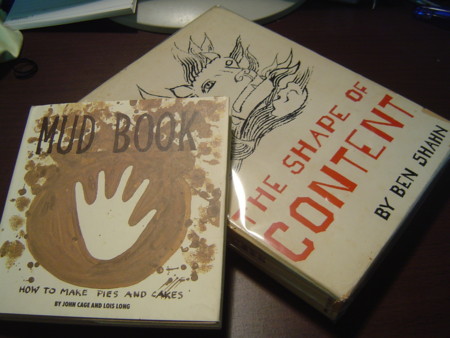 MUD BOOK
HOW TO MAKE PIES AND CAKES
BY JOHN CAGE AND LOIS LONG
THE SHAPE OF
CONTENT
BY BEN SHAHN